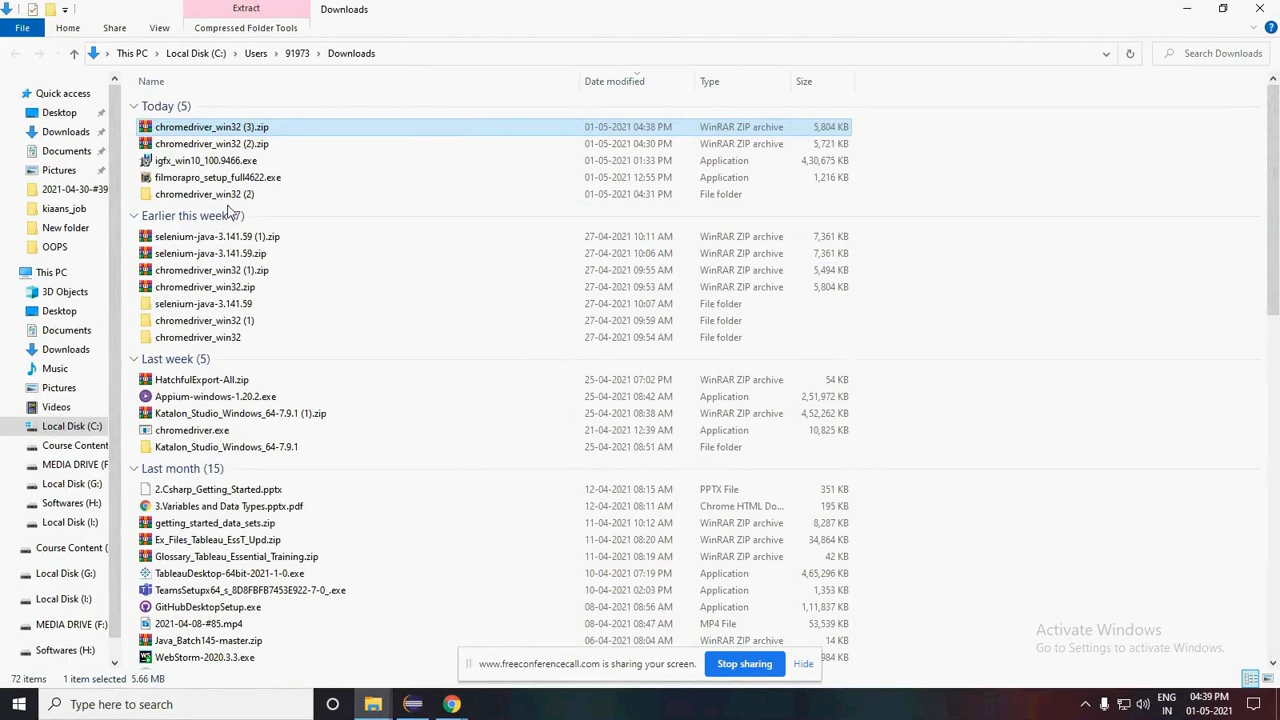 Extract
Downloads
File
Home
Share
View
Compressed Folder Tools
This PC
Local Disk (C:)
Users
91973
Downloads
Search Downloads
Name
Date modified
Type
Size
Quick access
Desktop
Downloads
Documents
Pictures
2021-04-30-#39
kiaans_job
New folder
OOPS
This PC
3D Objects
Desktop
Documents
Downloads
Music
Pictures
Videos
Local Disk (C:)
Course Content
MEDIA DRIVE (F
Local Disk (G:)
Softwares (H:)
Local Disk (I:)
Course Content (
Local Disk (G:)
Local Disk (I:)
MEDIA DRIVE (F:)
Softwares (H:)
Today (5)
chromedriver_win32 (3).zip 01-05-2021 04:38 PM WinRAR ZIP archive 5,804 KB
chromedriver_win32 (2).zip 01-05-2021 04:30 PM WinRAR ZIP archive 5,721 KB
igfx_win10_100.9466.exe 01-05-2021 01:33 PM Application 4,30,675 KB
filmorapro_setup_full4622.exe 01-05-2021 12:55 PM Application 1,216 KB
chromedriver_win32 (2) 01-05-2021 04:31 PM File folder
Earlier this week (7)
selenium-java-3.141.59 (1).zip 27-04-2021 10:11 AM WinRAR ZIP archive 7,361 KB
selenium-java-3.141.59.zip 27-04-2021 10:06 AM WinRAR ZIP archive 7,361 KB
chromedriver_win32 (1).zip 27-04-2021 09:55 AM WinRAR ZIP archive 5,494 KB
chromedriver_win32.zip 27-04-2021 09:53 AM WinRAR ZIP archive 5,804 KB
selenium-java-3.141.59 27-04-2021 10:07 AM File folder
chromedriver_win32 (1) 27-04-2021 09:59 AM File folder
chromedriver_win32 27-04-2021 09:54 AM File folder
Last week (5)
HatchfulExport-All.zip 25-04-2021 07:02 PM WinRAR ZIP archive 54 KB
Appium-windows-1.20.2.exe 25-04-2021 08:42 AM Application 2,51,972 KB
Katalon_Studio_Windows_64-7.9.1 (1).zip 25-04-2021 08:38 AM WinRAR ZIP archive 4,52,262 KB
chromedriver.exe 21-04-2021 12:39 AM Application 10,825 KB
Katalon_Studio_Windows_64-7.9.1 25-04-2021 08:51 AM File folder
Last month (15)
2.Csharp_Getting_Started.pptx 12-04-2021 08:15 AM PPTX File 351 KB
3.Variables and Data Types.pptx.pdf 12-04-2021 08:11 AM Chrome HTML Do... 195 KB
getting_started_data_sets.zip 11-04-2021 10:12 AM WinRAR ZIP archive 8,287 KB
Ex_Files_Tableau_EssT_Upd.zip 11-04-2021 08:20 AM WinRAR ZIP archive 34,864 KB
Glossary_Tableau_Essential_Training.zip 11-04-2021 08:19 AM WinRAR ZIP archive 42 KB
TableauDesktop-64bit-2021-1-0.exe 10-04-2021 07:19 PM Application 4,65,296 KB
TeamsSetupx64_s_8D8FBFB7453E922-7-0_.exe 10-04-2021 02:03 PM Application 1,353 KB
GitHubDesktopSetup.exe 08-04-2021 08:56 AM Application 1,11,837 KB
2021-04-08-#85.mp4 08-04-2021 08:47 AM MP4 File 53,539 KB
Java_Batch145-master.zip 06-04-2021 08:04 AM WinRAR ZIP archive 14 KB
WebStorm-2020.3.3.exe
Activate Windows
Go to Settings to activate Windows.
www.freeconferencecall.com is sharing your screen.
Stop sharing
Hide
72 items
1 item selected 5.66 MB
Type here to search
ENG
IN
04:39 PM
01-05-2021